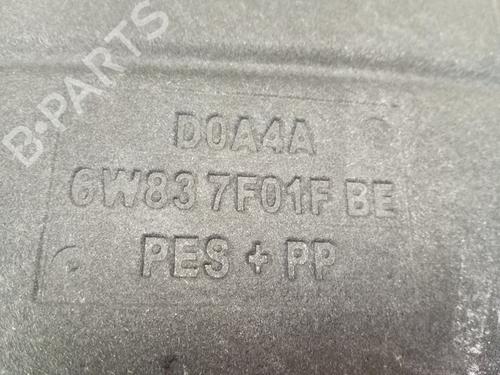 B-PARTS
D0A4A
6W83 7F01F BE
PES + PP